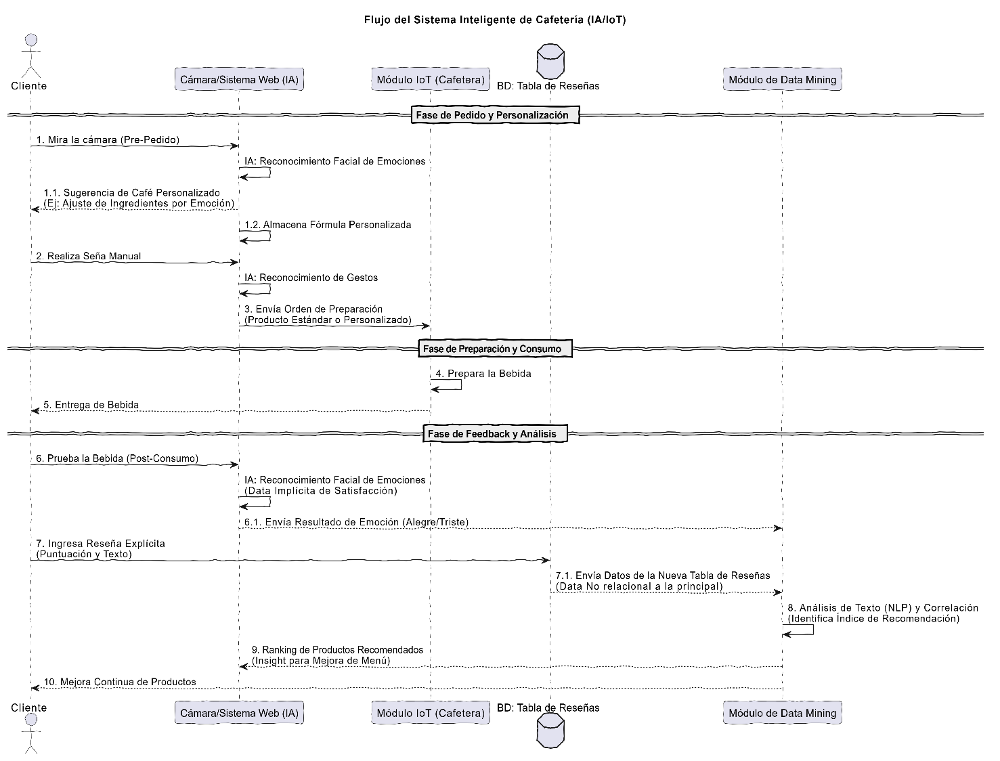 Flujo del Sistema Inteligente de Cafetería (IA/IoT)
Cliente
Cámara/Sistema Web (IA)
Módulo IoT (Cafetera)
BD: Tabla de Reseñas
Módulo de Data Mining
Fase de Pedido y Personalización
1. Mira la cámara (Pre-Pedido)
IA: Reconocimiento Facial de Emociones
1.1. Sugerencia de Café Personalizado
(Ej: Ajuste de Ingredientes por Emoción)
1.2. Almacena Fórmula Personalizada
2. Realiza Seña Manual
IA: Reconocimiento de Gestos
3. Envía Orden de Preparación
(Producto Estándar o Personalizado)
Fase de Preparación y Consumo
4. Prepara la Bebida
5. Entrega de Bebida
Fase de Feedback y Análisis
6. Prueba la Bebida (Post-Consumo)
IA: Reconocimiento Facial de Emociones
(Data Implícita de Satisfacción)
6.1. Envía Resultado de Emoción (Alegre/Triste)
7. Ingresa Reseña Explícita
(Puntuación y Texto)
7.1. Envía Datos de la Nueva Tabla de Reseñas
(Data No relacional a la principal)
8. Análisis de Texto (NLP) y Correlación
(Identifica Índice de Recomendación)
9. Ranking de Productos Recomendados
(Insight para Mejora de Menú)
10. Mejora Continua de Productos
Cliente
Cámara/Sistema Web (IA)
Módulo IoT (Cafetera)
BD: Tabla de Reseñas
Módulo de Data Mining